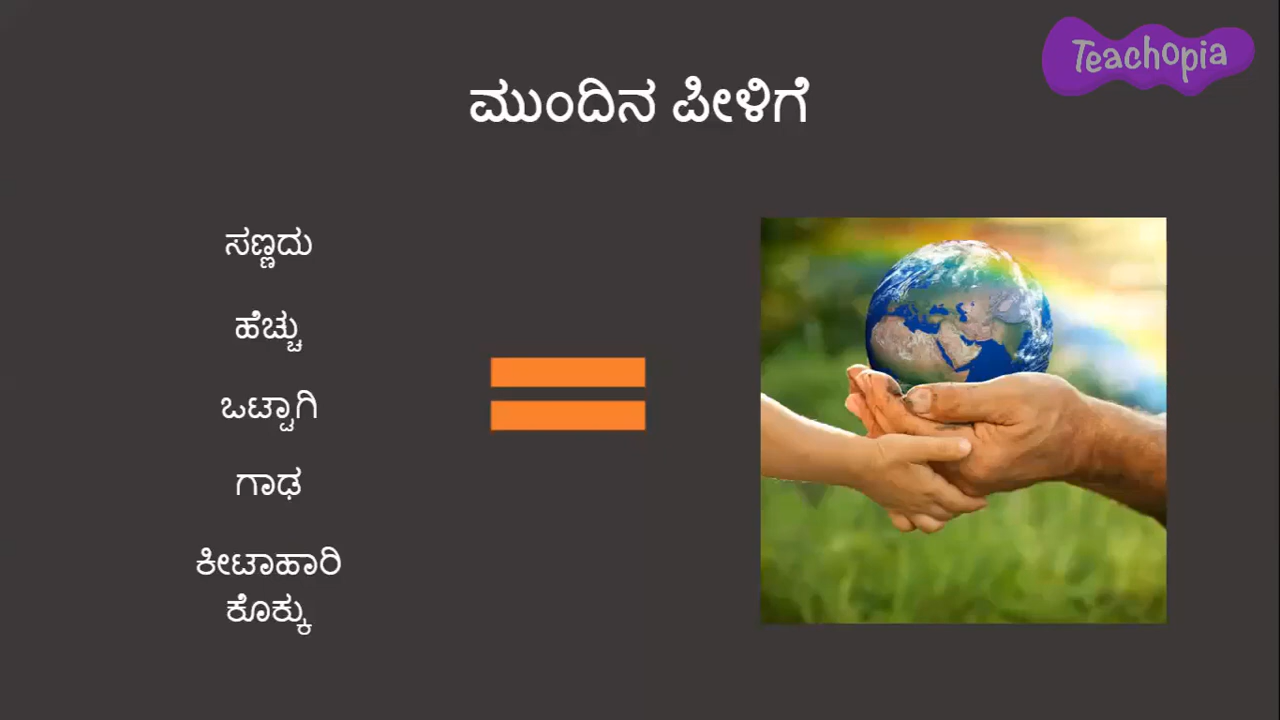 Teachopia
ಮುಂದಿನ ಪೀಳಿಗೆ
ಸಣ್ಣದು
ಹೆಚ್ಚು
ಒಟ್ಟಾಗಿ
ಗಾಢ
ಕೀಟಾಹಾರಿ
ಕೊಕ್ಕು